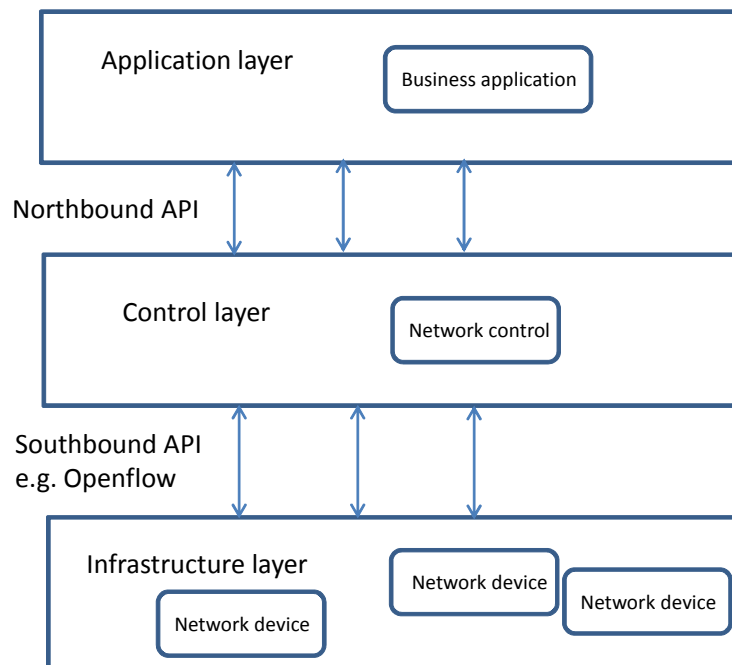 Application layer
Business application
Northbound API
Control layer
Network control
Southbound API
e.g. Openflow
Infrastructure layer
Network device
Network device
Network device